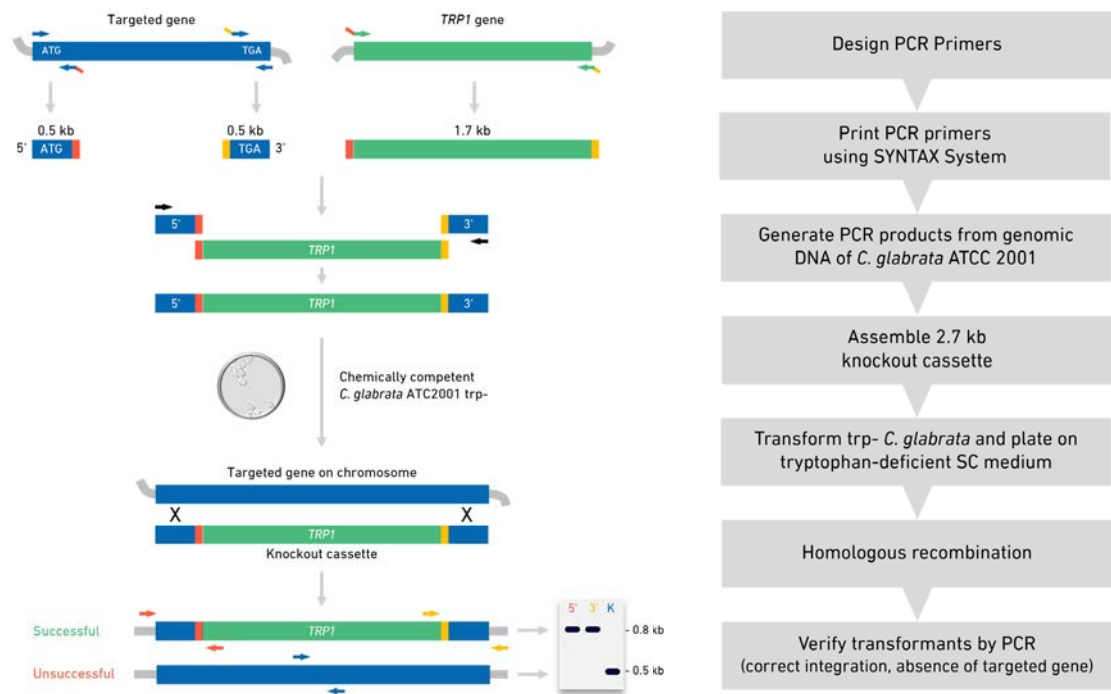 Targeted gene
ATG
TGA
TRP1 gene
0.5 kb
0.5 kb
1.7 kb
5'
ATG
TGA
3'
5'
3'
TRP1
5'
TRP1
3'
Chemically competent
C. glabrata ATC2001 trp-
Targeted gene on chromosome
X
X
TRP1
Knockout cassette
5'
3'
K
Successful
TRP1
- 0.8 kb
Unsuccessful
- 0.5 kb
Design PCR Primers
Print PCR primers
using SYNTAX System
Generate PCR products from genomic
DNA of C. glabrata ATCC 2001
Assemble 2.7 kb
knockout cassette
Transform trp- C. glabrata and plate on
tryptophan-deficient SC medium
Homologous recombination
Verify transformants by PCR
(correct integration, absence of targeted gene)